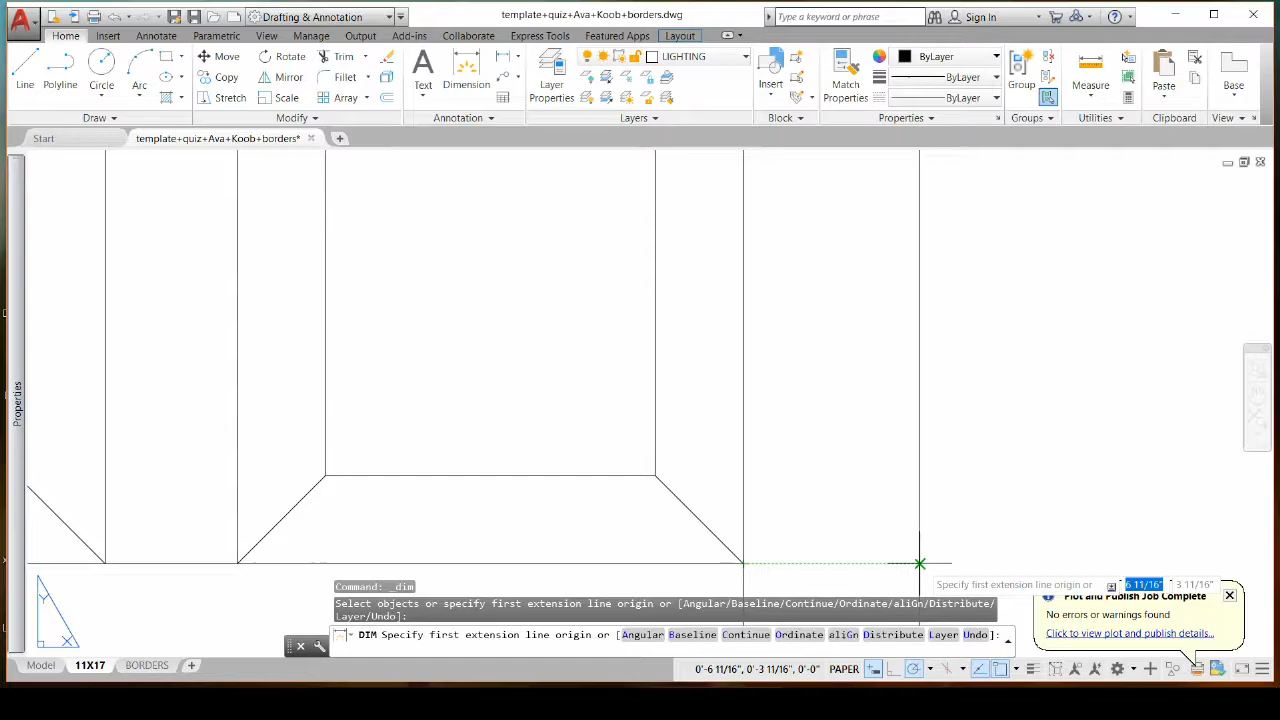 Drafting & Annotation
template+quiz+Ava+Koob+borders.dwg
Type a keyword or phrase
Sign In
Home Insert Annotate Parametric View Manage Output Add-ins Collaborate Express Tools Featured Apps Layout
Line Polyline Circle Arc
Move Rotate Trim
Copy Mirror Fillet
Stretch Scale Array
Text Dimension
Layer Properties
LIGHTING
Insert
Match Properties
ByLayer
ByLayer
ByLayer
Group
Measure
Paste
Base
Draw Modify Annotation Layers Block Properties Groups Utilities Clipboard View
Start template+quiz+Ava+Koob+borders*
Properties
Y
X
Command: _dim
Select objects or specify first extension line origin or [Angular/Baseline/Continue/Ordinate/aliGn/Distribute/
Layer/Undo]:
DIM Specify first extension line origin or [Angular Baseline Continue Ordinate aliGn Distribute Layer Undo]:
Specify first extension line origin or 6 11/16" 3 11/16"
Plot and Publish Job Complete
No errors or warnings found
Click to view plot and publish details...
Model 11X17 BORDERS
0'-6 11/16", 0'-3 11/16", 0'-0" PAPER